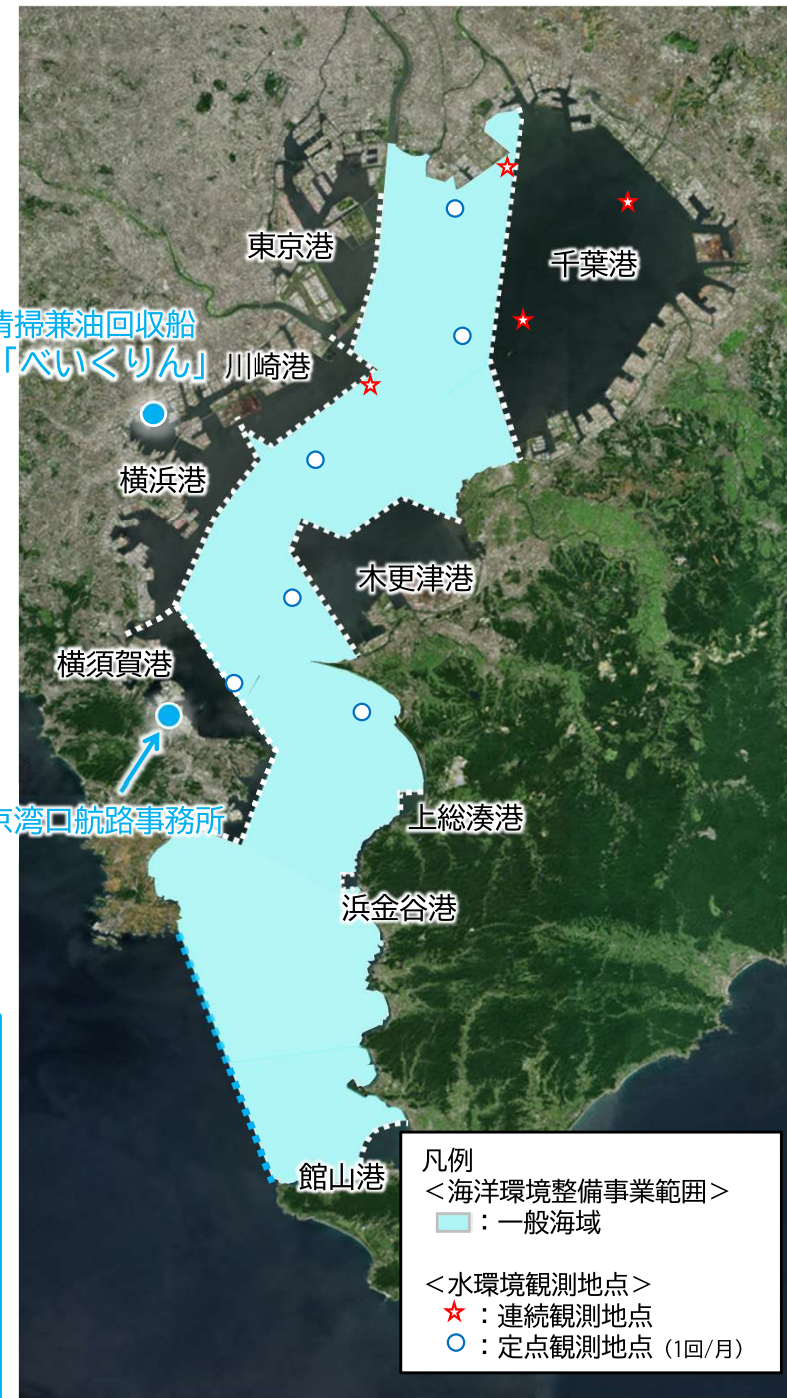 東京港
千葉港
清掃兼油回収船
「べいくりん」
川崎港
横浜港
木更津港
横須賀港
京湾口航路事務所
上総湊港
浜金谷港
館山港
凡例
＜海洋環境整備事業範囲＞
：一般海域
＜水環境観測地点＞
：連続観測地点
：定点観測地点（1回/月）